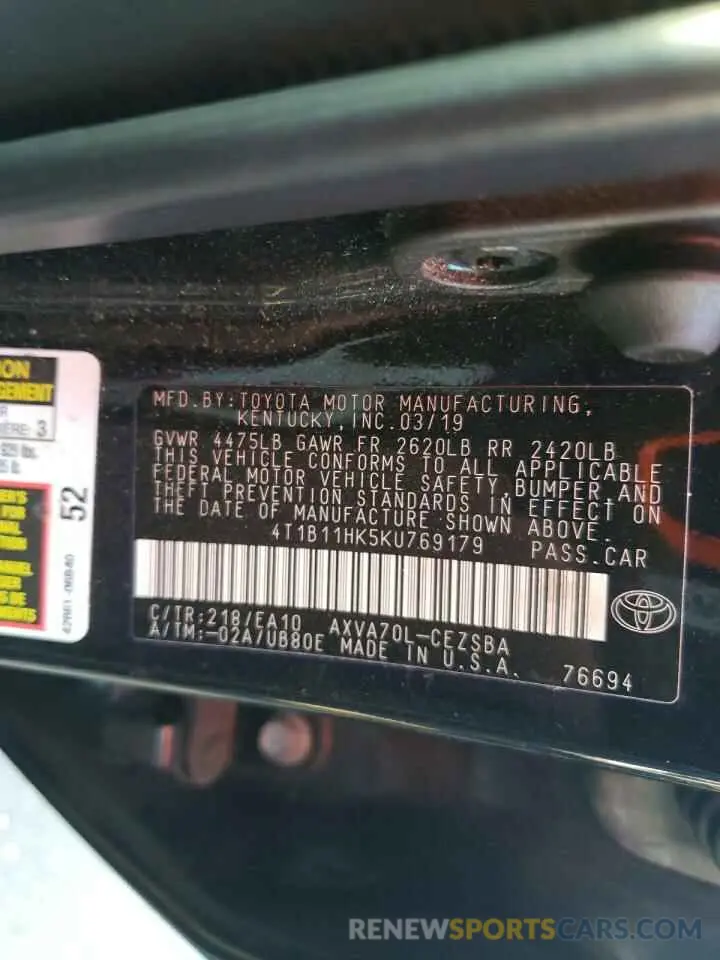 MFD.BY:TOYOTA MOTOR MANUFACTURING,
KENTUCKY,INC.03/19
GVWR 4475LB GAWR FR 2620LB RR 2420LB
THIS VEHICLE CONFORMS TO ALL APPLICABLE
FEDERAL MOTOR VEHICLE SAFETY,BUMPER,AND
THEFT PREVENTION STANDARDS IN EFFECT ON
THE DATE OF MANUFACTURE SHOWN ABOVE.
4T1B11HK5KU769179 PASS.CAR
C/TR:218/EA10 AXVA70L-CEZSBA
A/TM:-02A/UB80E MADE IN U.S.A. 76694
3
52
RENEWSPORTSCARS.COM